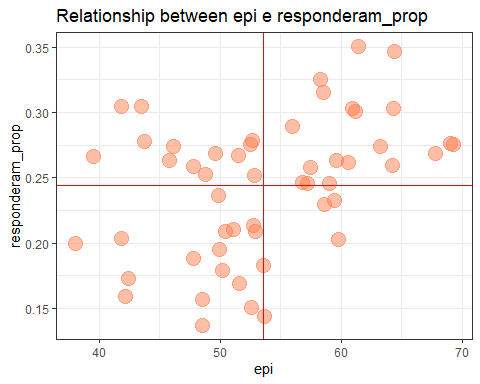 Relationship between epi e responderam_prop
0.35
0.30
0.25
0.20
0.15
responderam_prop
40 50 60 70
epi